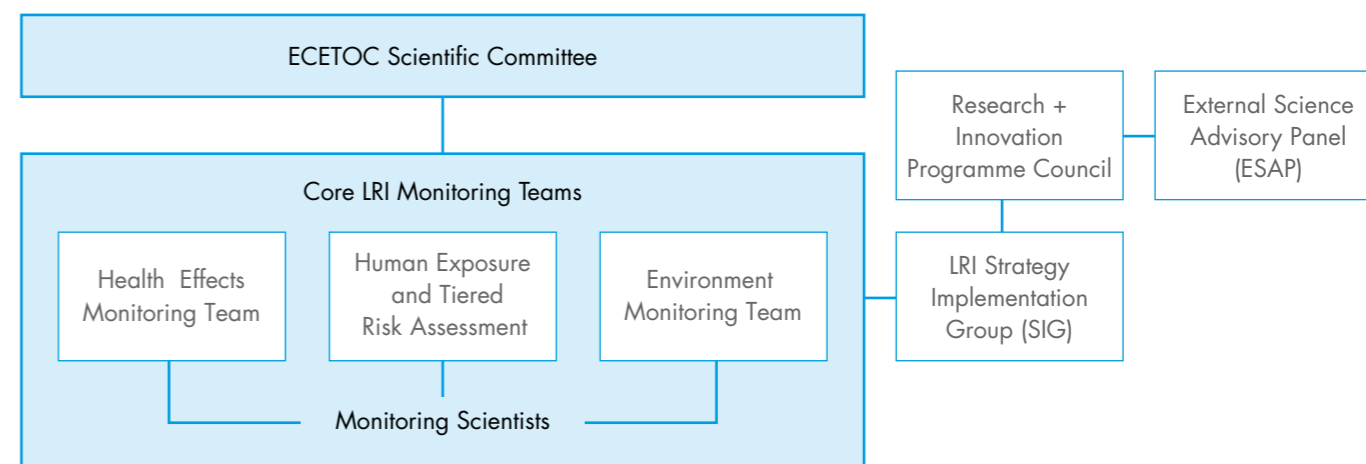 ECETOC Scientific Committee
Research +
Innovation
Programme Council
External Science
Advisory Panel
(ESAP)
Core LRI Monitoring Teams
Health Effects
Monitoring Team
Human Exposure
and Tiered
Risk Assessment
Environment
Monitoring Team
LRI Strategy
Implementation
Group (SIG)
Monitoring Scientists